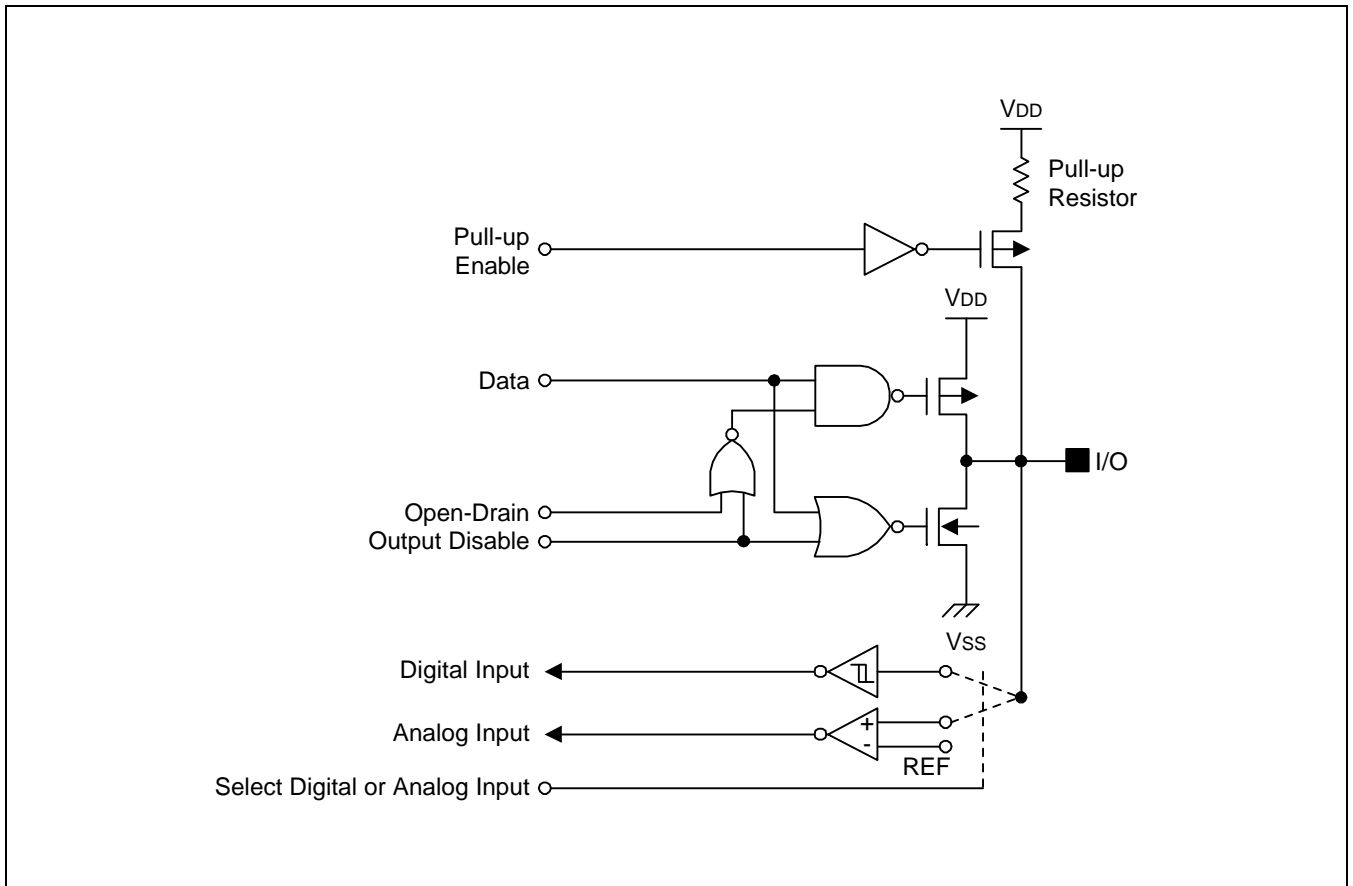 VDD
Pull-up
Resistor
Pull-up
Enable
VDD
Data
I/O
Open-Drain
Output Disable
VSS
Digital Input
Analog Input
+
-
REF
Select Digital or Analog Input